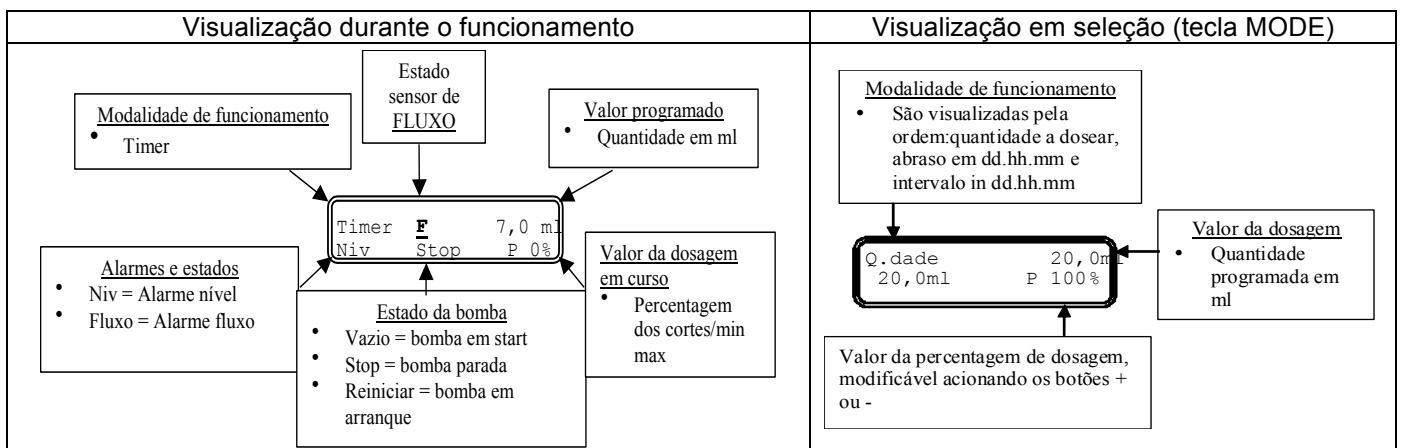 Visualização durante o funcionamento
Visualização em seleção (tecla MODE)
Estado
sensor de
FLUXO
Modalidade de funcionamento
• Timer
Valor programado
• Quantidade em ml
Timer F 7,0 ml
Niv Stop P 0%
Alarmes e estados
• Niv = Alarme nível
• Fluxo = Alarme fluxo
Estado da bomba
• Vazio = bomba em start
• Stop = bomba parada
• Reiniciar = bomba em
arranque
Valor da dosagem
em curso
• Percentagem
dos cortes/min
max
Modalidade de funcionamento
• São visualizadas pela
ordem:quantidade a dosear,
abraso em dd.hh.mm e
intervalo in dd.hh.mm
Q.dade 20,0ml
20,0ml P 100%
Valor da dosagem
• Quantidade
programada em
ml
Valor da percentagem de dosagem,
modificável acionando os botões +
ou -